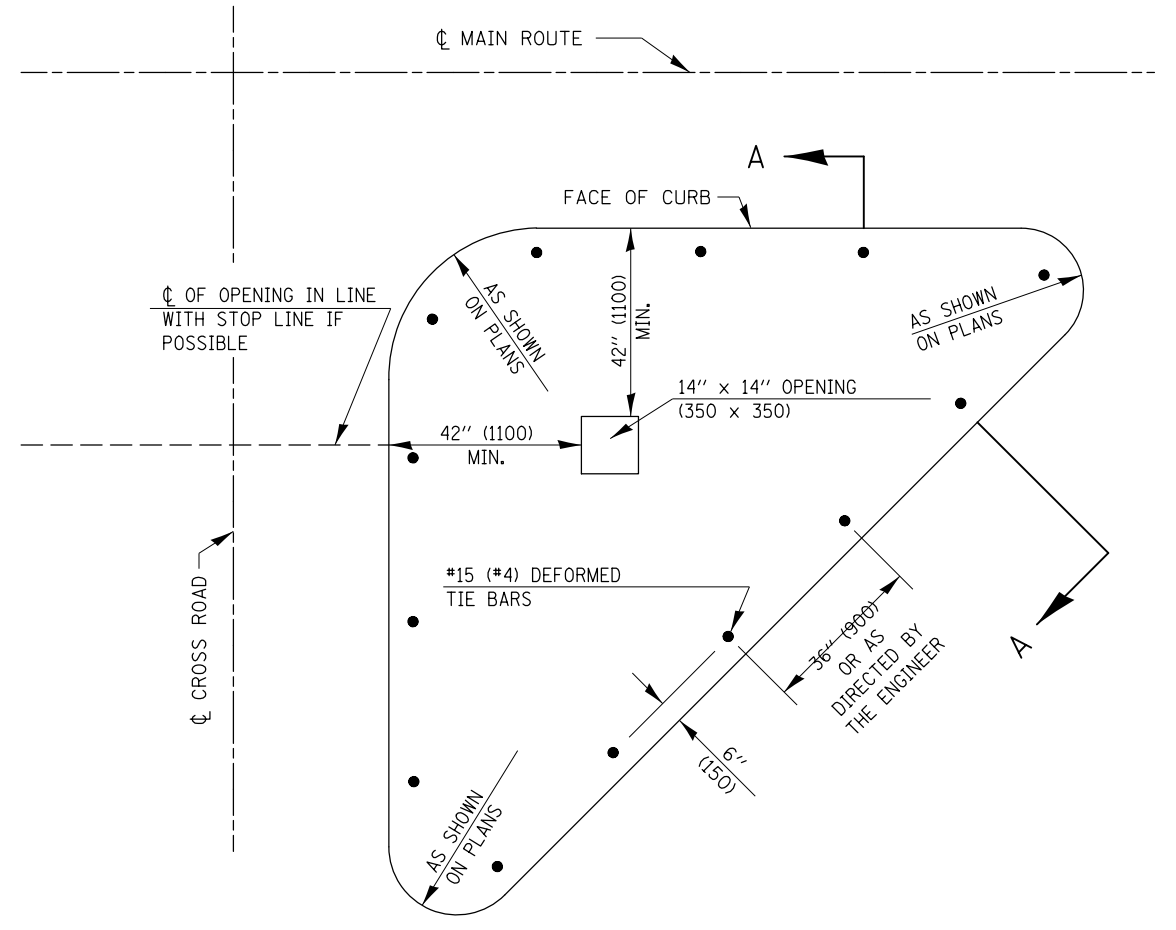 ℄ MAIN ROUTE
A
FACE OF CURB
℄ OF OPENING IN LINE
WITH STOP LINE IF
POSSIBLE
AS SHOWN
ON PLANS
42" (1100)
MIN.
AS SHOWN
ON PLANS
14" x 14" OPENING
(350 x 350)
42" (1100)
MIN.
#15 (#4) DEFORMED
TIE BARS
℄ CROSS ROAD
36" (900)
OR AS
DIRECTED BY
THE ENGINEER
A
6"
(150)
AS SHOWN
ON PLANS